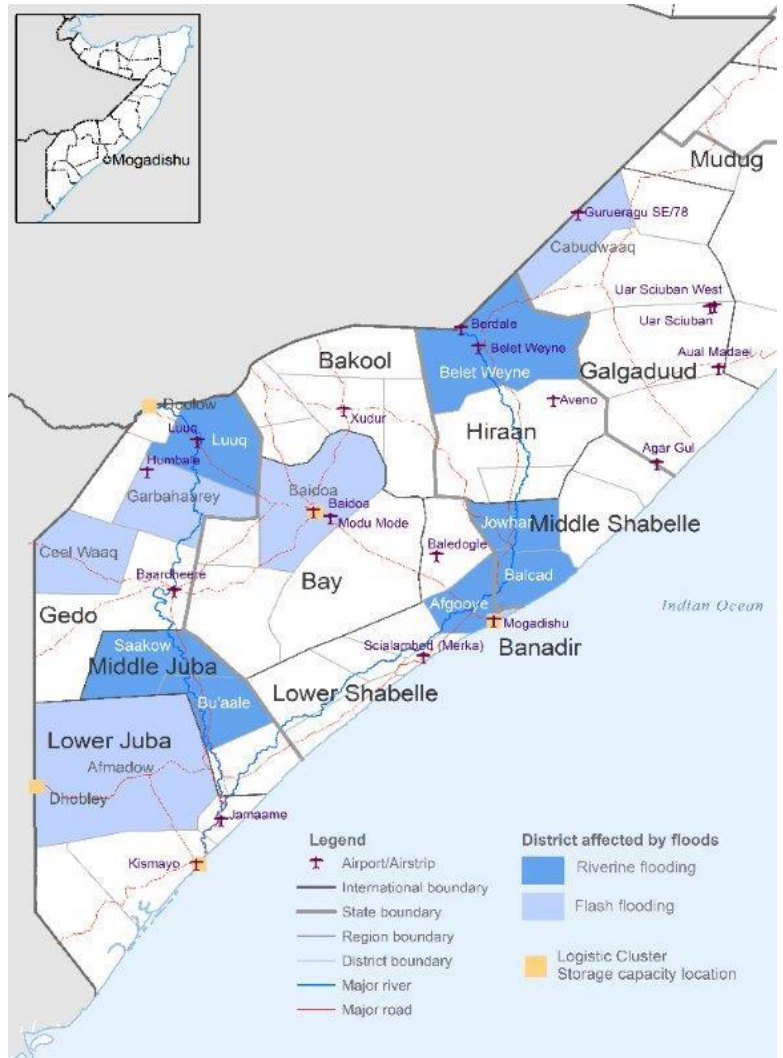 Mogadishu
Mudug
Gurueragu SE/78
Cabudwaaq
Uar Sciuban West
Uar Sciuban
Berdale
Belet Weyne
Aual Madaei
Bakool
Belet Weyne
Galgaduud
Doolow
Xudur
Aveno
Luuq
Luuq
Hiraan
Humbale
Agar Gul
Garbahaarey
Baidoa
Baidoa
Modu Mode
Jowhar
Middle Shabelle
Ceel Waaq
Baledogle
Baardheere
Bay
Balcad
Gedo
Afgooye
Indian Ocean
Mogadishu
Saakow
Scialambod (Merka)
Banadir
Middle Juba
Bu'aale
Lower Shabelle
Lower Juba
Afmadow
Dhobley
Jamaame
Kismayo
Legend
Airport/Airstrip
International boundary
State boundary
Region boundary
District boundary
Major river
Major road
District affected by floods
Riverine flooding
Flash flooding
Logistic Cluster
Storage capacity location